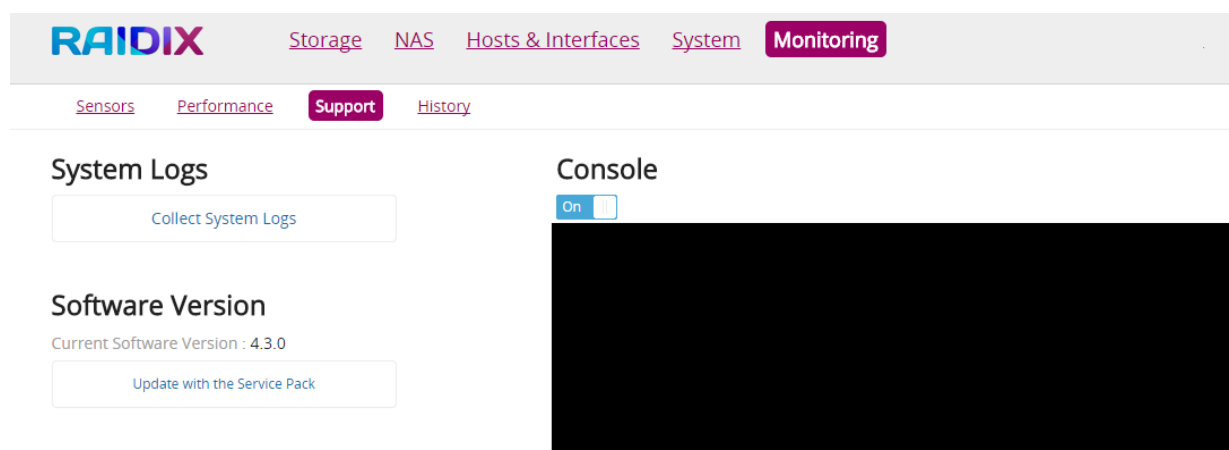 RAIDIX Storage NAS Hosts & Interfaces System Monitoring
Sensors Performance Support History
System Logs
Collect System Logs
Software Version
Current Software Version : 4.3.0
Update with the Service Pack
Console
On